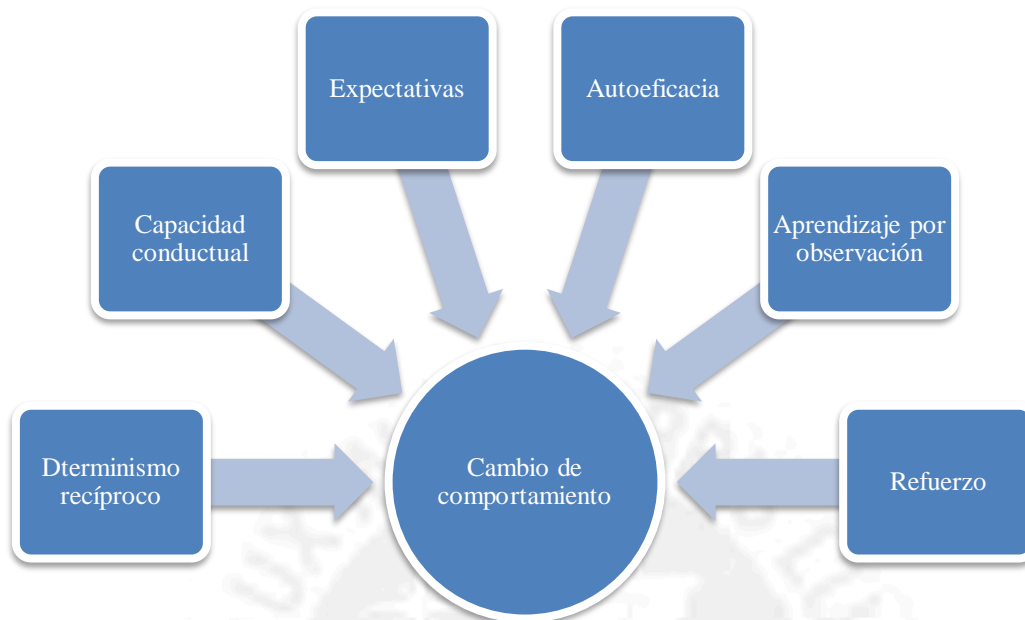 Expectativas
Autoeficacia
Capacidad
conductual
Aprendizaje por
observación
Dterminismo
recíproco
Cambio de
comportamiento
Refuerzo